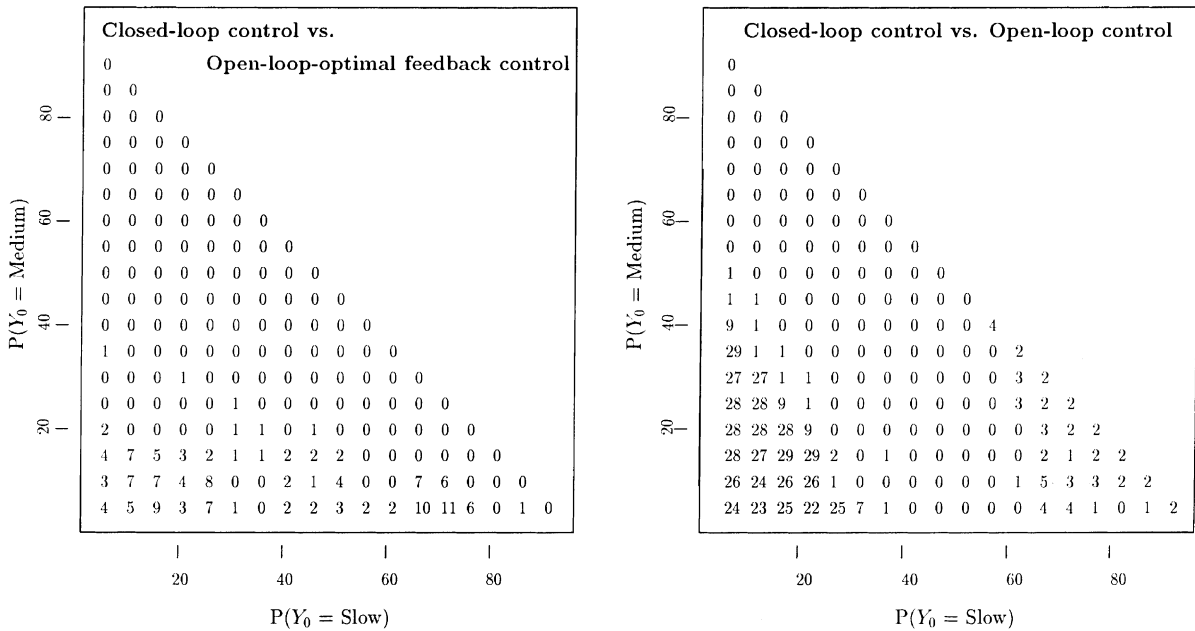 Closed-loop control vs.
0 Open-loop-optimal feedback control
0 0
80 0 0 0
0 0 0 0
0 0 0 0 0
0 0 0 0 0 0
60 0 0 0 0 0 0 0
0 0 0 0 0 0 0 0
0 0 0 0 0 0 0 0 0
0 0 0 0 0 0 0 0 0 0
40 0 0 0 0 0 0 0 0 0 0 0
1 0 0 0 0 0 0 0 0 0 0 0
0 0 0 1 0 0 0 0 0 0 0 0 0
0 0 0 0 0 1 0 0 0 0 0 0 0 0
20 2 0 0 0 0 1 1 0 1 0 0 0 0 0 0
4 7 5 3 2 1 1 2 2 2 0 0 0 0 0 0
3 7 7 4 8 0 0 2 1 4 0 0 7 6 0 0 0
4 5 9 3 7 1 0 2 2 3 2 2 10 11 6 0 1 0
20 40 60 80
P(Y₀ = Slow)
P(Y₀ = Medium)
Closed-loop control vs. Open-loop control
0
0 0
80 0 0 0
0 0 0 0
0 0 0 0 0
0 0 0 0 0 0
60 0 0 0 0 0 0 0
0 0 0 0 0 0 0 0
1 0 0 0 0 0 0 0 0
1 1 0 0 0 0 0 0 0 0
40 9 1 0 0 0 0 0 0 0 0 4
29 1 1 0 0 0 0 0 0 0 0 2
27 27 1 1 0 0 0 0 0 0 0 3 2
28 28 9 1 0 0 0 0 0 0 0 3 2 2
20 28 28 28 9 0 0 0 0 0 0 0 0 3 2 2
28 27 29 29 2 0 1 0 0 0 0 0 2 1 2 2
26 24 26 26 1 0 0 0 0 0 0 1 5 3 3 2 2
24 23 25 22 25 7 1 0 0 0 0 0 4 4 1 0 1 2
20 40 60 80
P(Y₀ = Slow)
P(Y₀ = Medium)